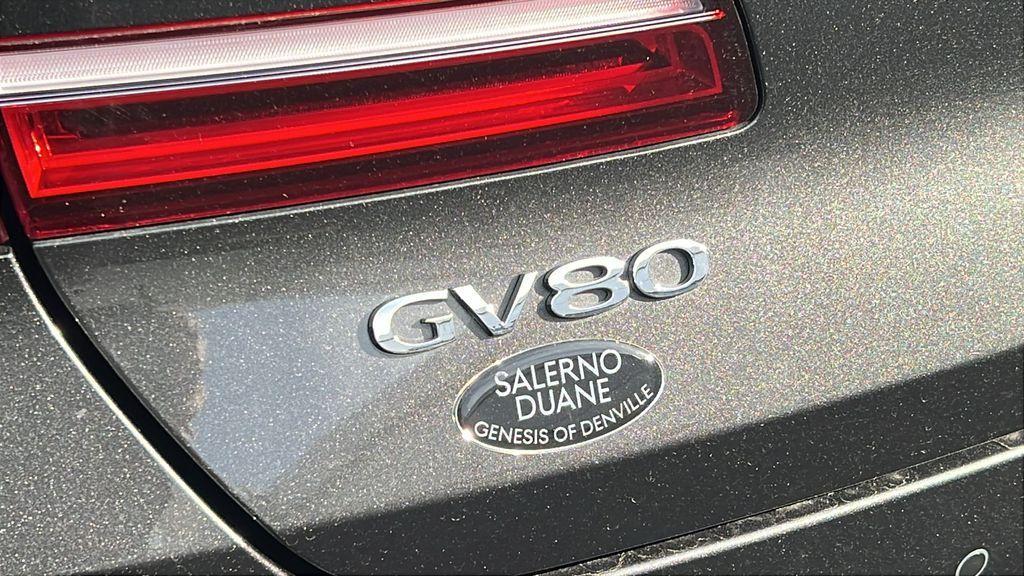 GV80
SALERNO
DUANE
GENESIS OF DENVILLE